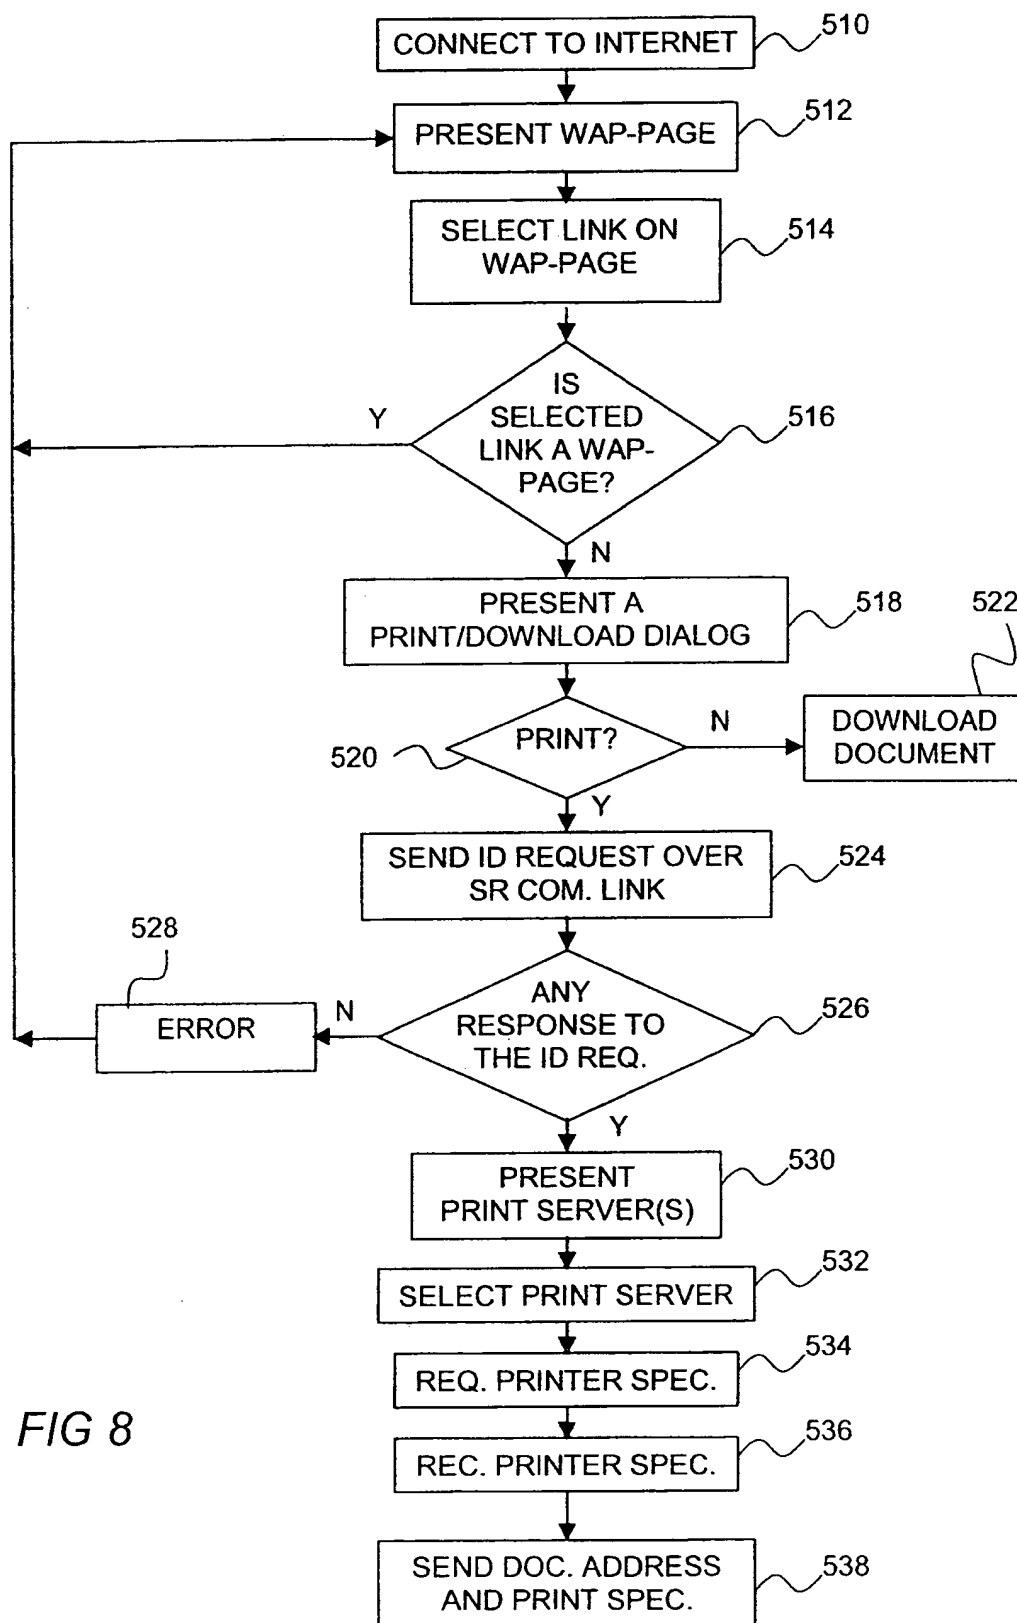 CONNECT TO INTERNET
510
PRESENT WAP-PAGE
512
SELECT LINK ON
WAP-PAGE
514
IS
SELECTED
LINK A WAP-
PAGE?
516
Y
N
PRESENT A
PRINT/DOWNLOAD DIALOG
518
522
PRINT?
520
N
DOWNLOAD
DOCUMENT
Y
SEND ID REQUEST OVER
SR COM. LINK
524
528
ERROR
N
ANY
RESPONSE TO
THE ID REQ.
526
Y
PRESENT
PRINT SERVER(S)
530
SELECT PRINT SERVER
532
REQ. PRINTER SPEC.
534
REC. PRINTER SPEC.
536
FIG 8
SEND DOC. ADDRESS
AND PRINT SPEC.
538